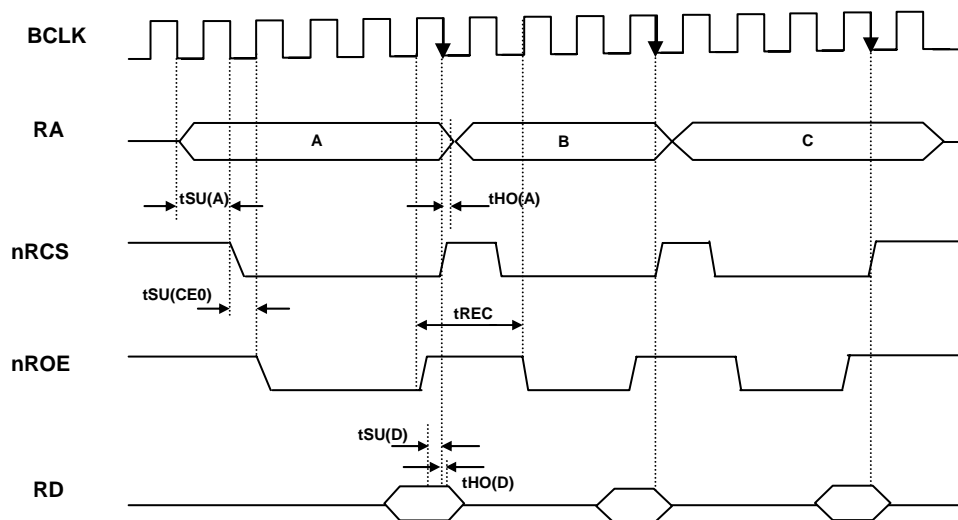 BCLK
RA
A
B
C
tSU(A)
tHO(A)
nRCS
tSU(CE0)
tREC
nROE
tSU(D)
tHO(D)
RD